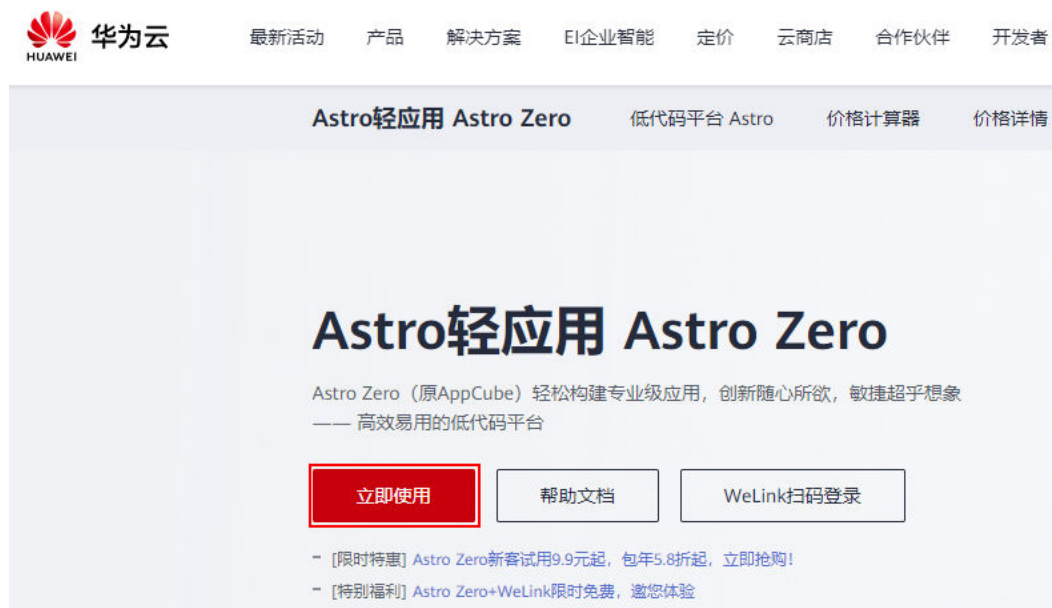 HUAWEI 华为云 最新活动 产品 解决方案 EI企业智能 定价 云商店 合作伙伴 开发者
Astro轻应用 Astro Zero 低代码平台 Astro 价格计算器 价格详情
Astro轻应用 Astro Zero
Astro Zero（原AppCube）轻松构建专业级应用，创新随心所欲，敏捷超乎想象
—— 高效易用的低代码平台
立即使用 帮助文档 WeLink扫码登录
- [限时特惠] Astro Zero新客试用9.9元起，包年5.8折起，立即抢购!
- [特别福利] Astro Zero+WeLink限时免费，邀您体验